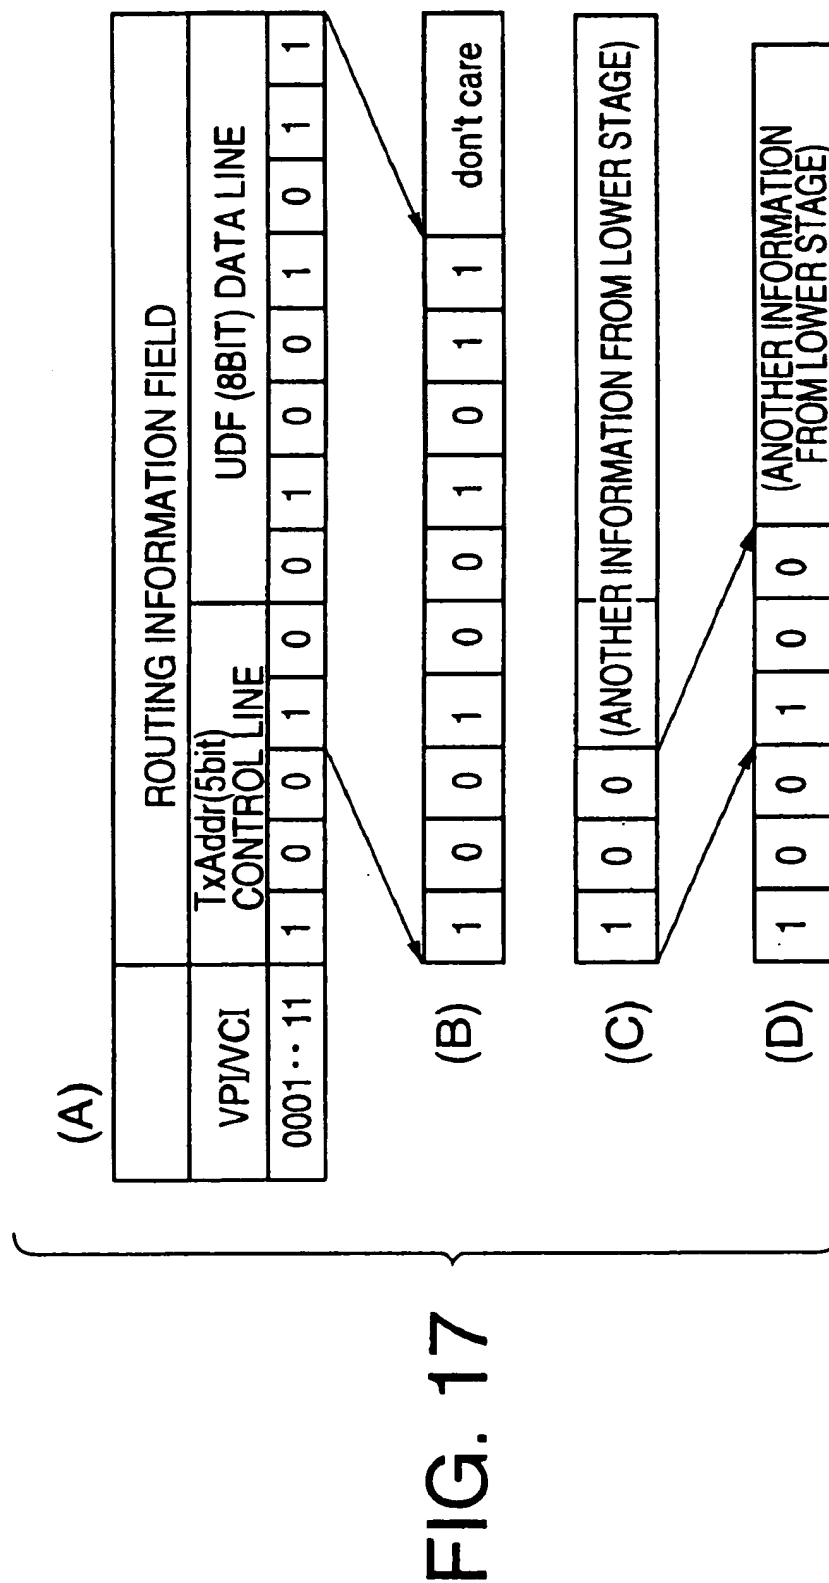 FIG. 17
(A)
ROUTING INFORMATION FIELD
VPI/VCI
TxAddr(5bit)
CONTROL LINE
UDF (8BIT) DATA LINE
0001・・11 1 0 0 1 0 0 1 0 0 1 0 1 1
(B) 1 0 0 1 0 0 1 0 1 1 don't care
(C) 1 0 0 (ANOTHER INFORMATION FROM LOWER STAGE)
(D) 1 0 0 1 0 0 (ANOTHER INFORMATION
FROM LOWER STAGE)